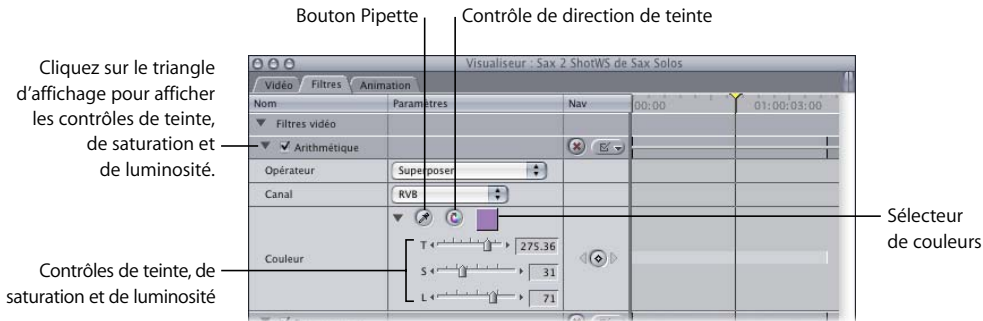 Bouton Pipette
Contrôle de direction de teinte
Cliquez sur le triangle
d'affichage pour afficher
les contrôles de teinte,
de saturation et
de luminosité.
Visualiseur : Sax 2 ShotWS de Sax Solos
Vidéo Filtres Animation
Nom Paramètres Nav 00:00 01:00:03:00
Filtres vidéo
Arithmétique
Opérateur Superposer
Canal RVB
Couleur
T 275.36
S 31
L 71
Sélecteur
de couleurs
Contrôles de teinte, de
saturation et de luminosité